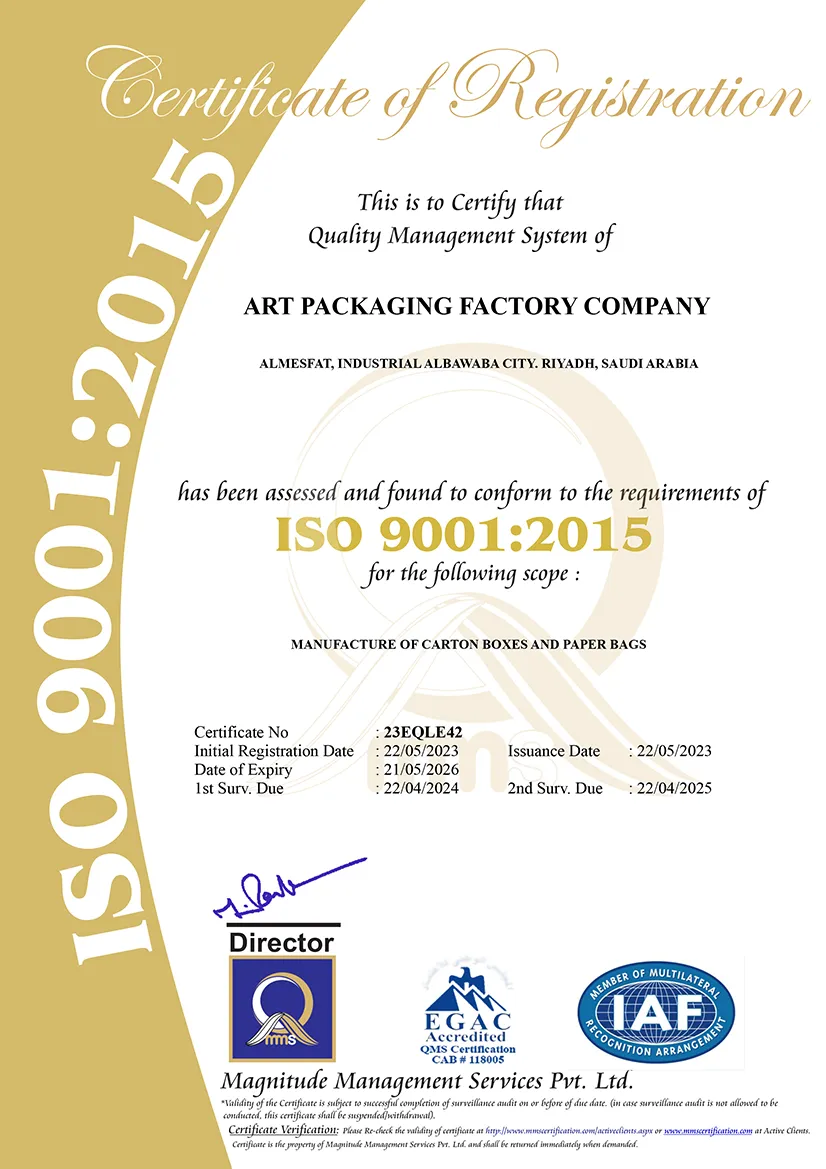 Certificate of Registration
ISO 9001:2015
This is to Certify that
Quality Management System of
ART PACKAGING FACTORY COMPANY
ALMESFAT, INDUSTRIAL ALBAWABA CITY. RIYADH, SAUDI ARABIA
has been assessed and found to conform to the requirements of
ISO 9001:2015
for the following scope :
MANUFACTURE OF CARTON BOXES AND PAPER BAGS
Certificate No : 23EQLE42
Initial Registration Date : 22/05/2023 Issuance Date : 22/05/2023
Date of Expiry : 21/05/2026
1st Surv. Due : 22/04/2024 2nd Surv. Due : 22/04/2025
mms
Director
mms
EGAC
Accredited
QMS Certification
CAB # 118005
MEMBER OF MULTILATERAL
IAF
RECOGNITION ARRANGEMENT
Magnitude Management Services Pvt. Ltd.
*Validity of the Certificate is subject to successful completion of surveillance audit on or before of due date. (in case surveillance audit is not allowed to be
conducted, this certificate shall be suspended/withdrawal).
Certificate Verification: Please Re-check the validity of certificate at http://www.mmscertification.com/activeclients.aspx or www.mmscertification.com at Active Clients.
Certificate is the property of Magnitude Management Services Pvt. Ltd. and shall be returned immediately when demanded.